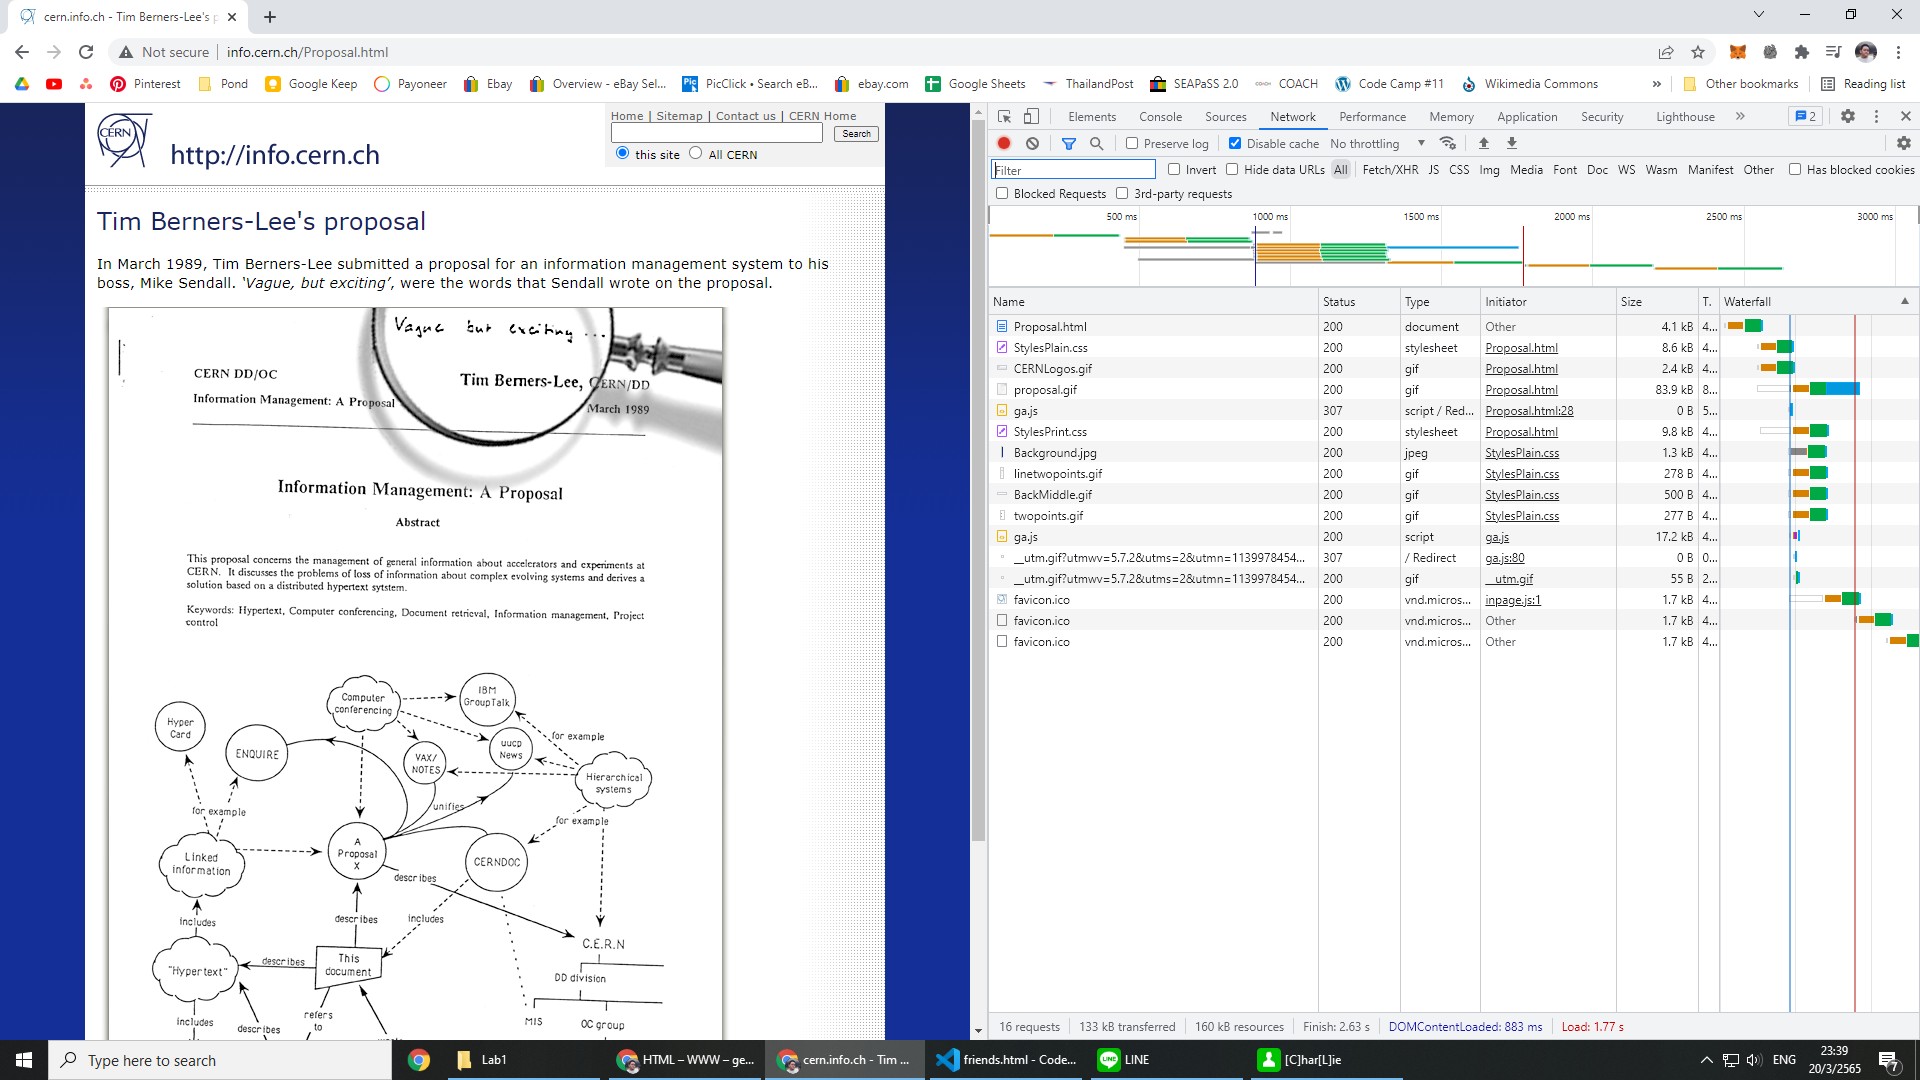 cern.info.ch - Tim Berners-Lee's p
Not secure info.cern.ch/Proposal.html
Pinterest Pond Google Keep Payoneer Ebay Overview - eBay Sel... PicClick • Search eB... ebay.com Google Sheets ThailandPost SEAPaSS 2.0 COACH Code Camp #11 Wikimedia Commons » Other bookmarks Reading list
Home | Sitemap | Contact us | CERN Home
Search
this site All CERN
CERN
http://info.cern.ch
Tim Berners-Lee's proposal
In March 1989, Tim Berners-Lee submitted a proposal for an information management system to his
boss, Mike Sendall. 'Vague, but exciting', were the words that Sendall wrote on the proposal.
Vague but exciting ...
CERN DD/OC
Tim Berners-Lee, CERN/DD
Information Management: A Proposal
March 1989
Information Management: A Proposal
Abstract
This proposal concerns the management of general information about accelerators and experiments at
CERN. It discusses the problems of loss of information about complex evolving systems and derives a
solution based on a distributed hypertext sytstem.
Keywords: Hypertext, Computer conferencing, Document retrieval, Information management, Project
control
Computer
conferencing
IBM
GroupTalk
Hyper
Card
ENQUIRE
VAX/
NOTES
uucp
News
for example
Hierarchical
systems
for example
unifies
for example
A
Proposal
X
Linked
information
CERNDOC
describes
includes
describes
includes
C.E.R.N
This
document
describes
"Hypertext"
DD division
refers
to
includes
describes
MIS
OC group
Elements Console Sources Network Performance Memory Application Security Lighthouse » 2
Preserve log Disable cache No throttling
Filter Invert Hide data URLs All Fetch/XHR JS CSS Img Media Font Doc WS Wasm Manifest Other Has blocked cookies
Blocked Requests 3rd-party requests
500 ms 1000 ms 1500 ms 2000 ms 2500 ms 3000 ms
Name Status Type Initiator Size T. Waterfall
Proposal.html 200 document Other 4.1 kB 4...
StylesPlain.css 200 stylesheet Proposal.html 8.6 kB 4...
CERNLogos.gif 200 gif Proposal.html 2.4 kB 4...
proposal.gif 200 gif Proposal.html 83.9 kB 8...
ga.js 307 script / Red... Proposal.html:28 0 B 5...
StylesPrint.css 200 stylesheet Proposal.html 9.8 kB 4...
Background.jpg 200 jpeg StylesPlain.css 1.3 kB 4...
linetwopoints.gif 200 gif StylesPlain.css 278 B 4...
BackMiddle.gif 200 gif StylesPlain.css 500 B 4...
twopoints.gif 200 gif StylesPlain.css 277 B 4...
ga.js 200 script ga.js 17.2 kB 4...
__utm.gif?utmwv=5.7.2&utms=2&utmn=1139978454... 307 / Redirect ga.js:80 0 B 0...
__utm.gif?utmwv=5.7.2&utms=2&utmn=1139978454... 200 gif __utm.gif 55 B 2...
favicon.ico 200 vnd.micros... inpage.js:1 1.7 kB 4...
favicon.ico 200 vnd.micros... Other 1.7 kB 4...
favicon.ico 200 vnd.micros... Other 1.7 kB 4...
16 requests 133 kB transferred 160 kB resources Finish: 2.63 s DOMContentLoaded: 883 ms Load: 1.77 s
Type here to search Lab1 HTML – WWW – ge... cern.info.ch - Tim ... friends.html - Code... LINE [C]har[L]ie ENG 23:39
20/3/2565 7